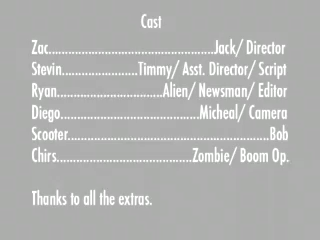 Cast
Zac..................................................Jack/ Director
Stevin.......................Timmy/ Asst. Director/ Script
Ryan................................Alien/ Newsman/ Editor
Diego..........................................Micheal/ Camera
Scooter.............................................................Bob
Chirs.........................................Zombie/ Boom Op.
Thanks to all the extras.